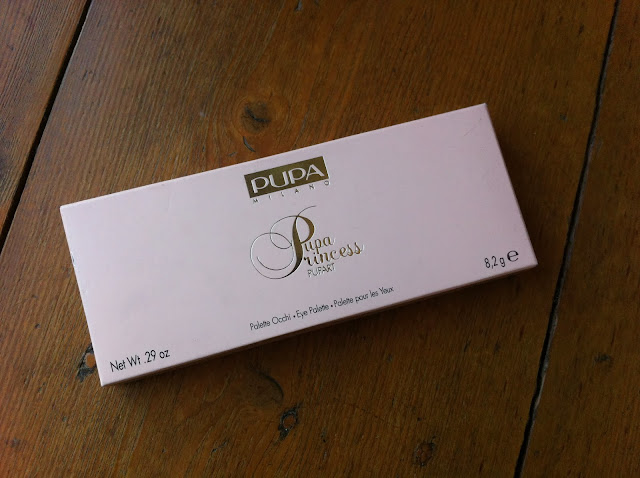 PUPA
MILANO
Pupa
Princess
PUPART
Palette Occhi • Eye Palette • Palette pour les Yeux
Net Wt .29 oz
8,2 g ℮